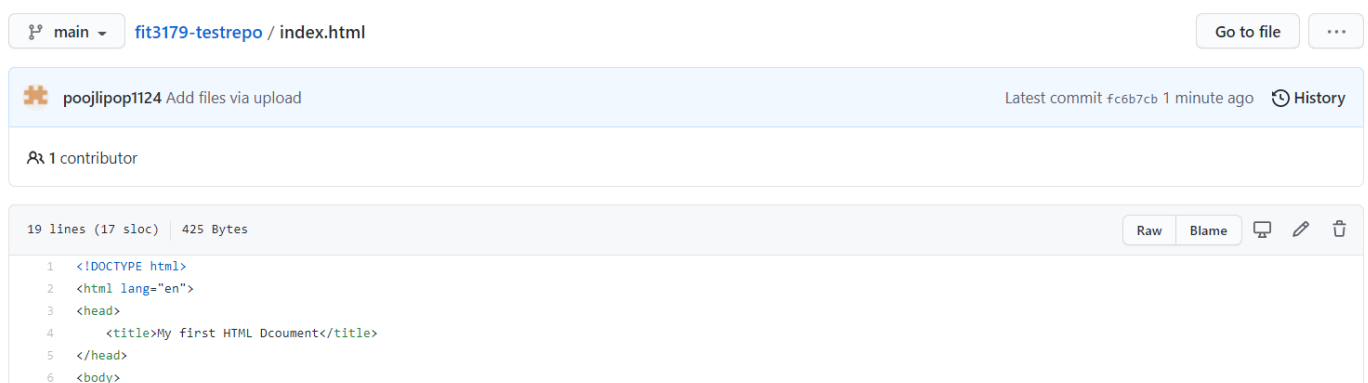 main fit3179-testrepo / index.html Go to file ...
poojlipop1124 Add files via upload Latest commit fc6b7cb 1 minute ago History
1 contributor
19 lines (17 sloc) 425 Bytes Raw Blame
1 <!DOCTYPE html>
2 <html lang="en">
3 <head>
4     <title>My first HTML Dcoument</title>
5 </head>
6 <body>